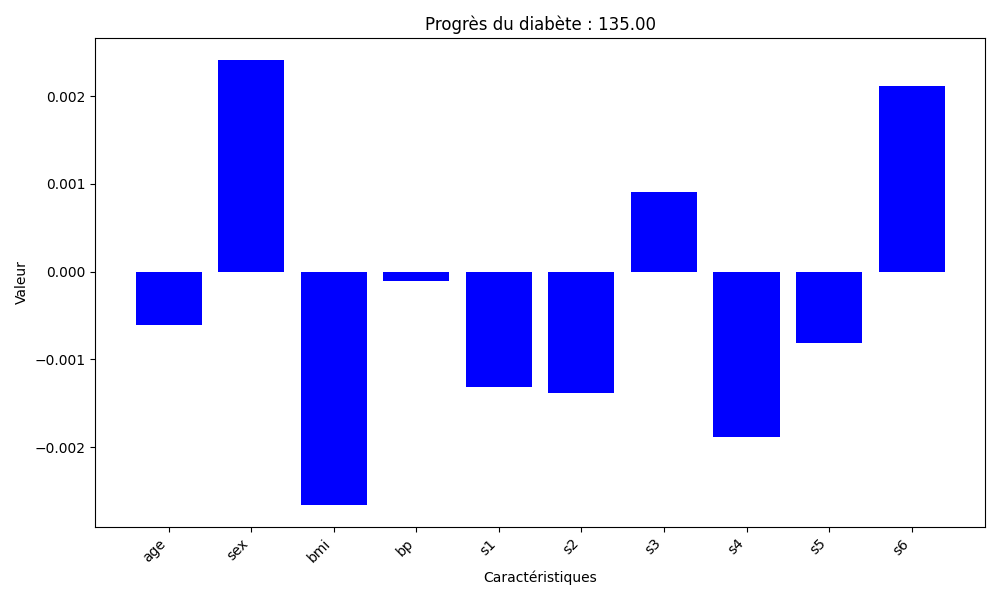 Progrès du diabète : 135.00
Valeur
0.002
0.001
0.000
−0.001
−0.002
age
sex
bmi
bp
s1
s2
s3
s4
s5
s6
Caractéristiques